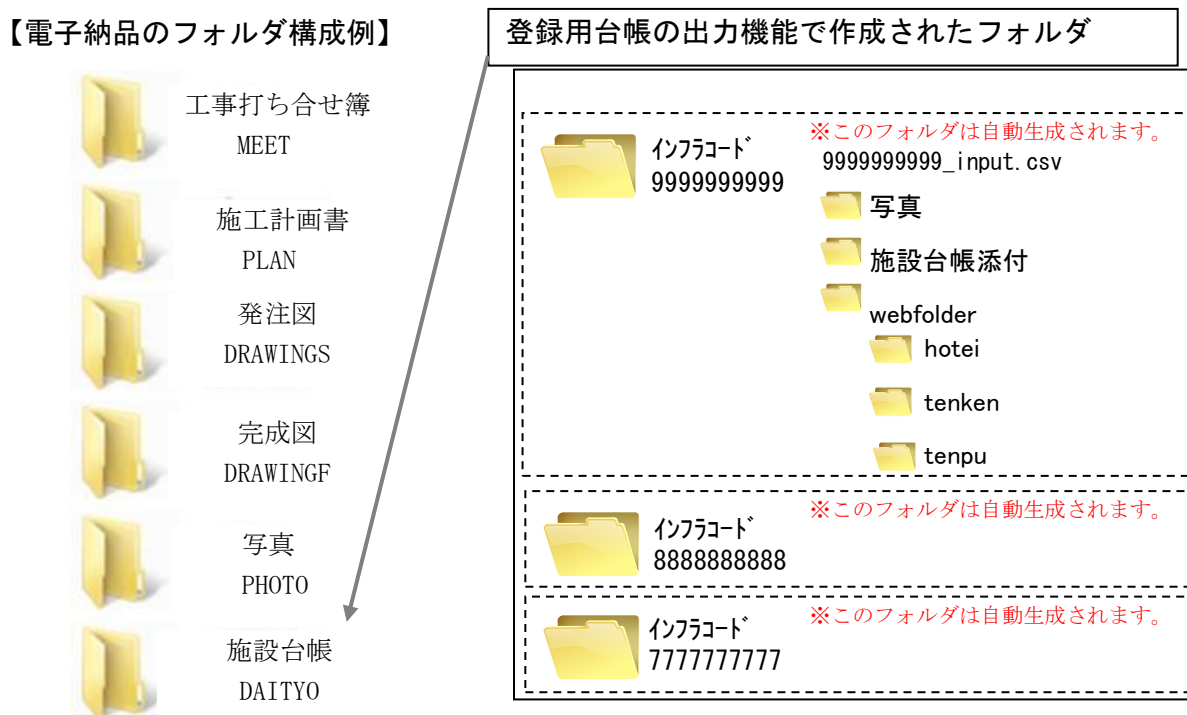 【電子納品のフォルダ構成例】
工事打ち合せ簿
MEET
施工計画書
PLAN
発注図
DRAWINGS
完成図
DRAWINGF
写真
PHOTO
施設台帳
DAITYO
登録用台帳の出力機能で作成されたフォルダ
ｲﾝﾌﾗｺｰﾄﾞ
9999999999
※このフォルダは自動生成されます。
9999999999_input.csv
写真
施設台帳添付
webfolder
hotei
tenken
tenpu
ｲﾝﾌﾗｺｰﾄﾞ
8888888888
※このフォルダは自動生成されます。
ｲﾝﾌﾗｺｰﾄﾞ
7777777777
※このフォルダは自動生成されます。